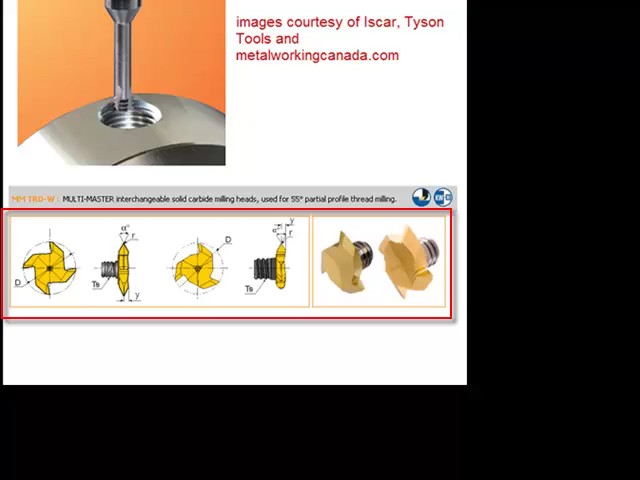 images courtesy of Iscar, Tyson
Tools and
metalworkingcanada.com
MM TRD-W : MULTI-MASTER interchangeable solid carbide milling heads, used for 55° partial profile thread milling.
α° r
D Ts y
D
α° y r
Ts